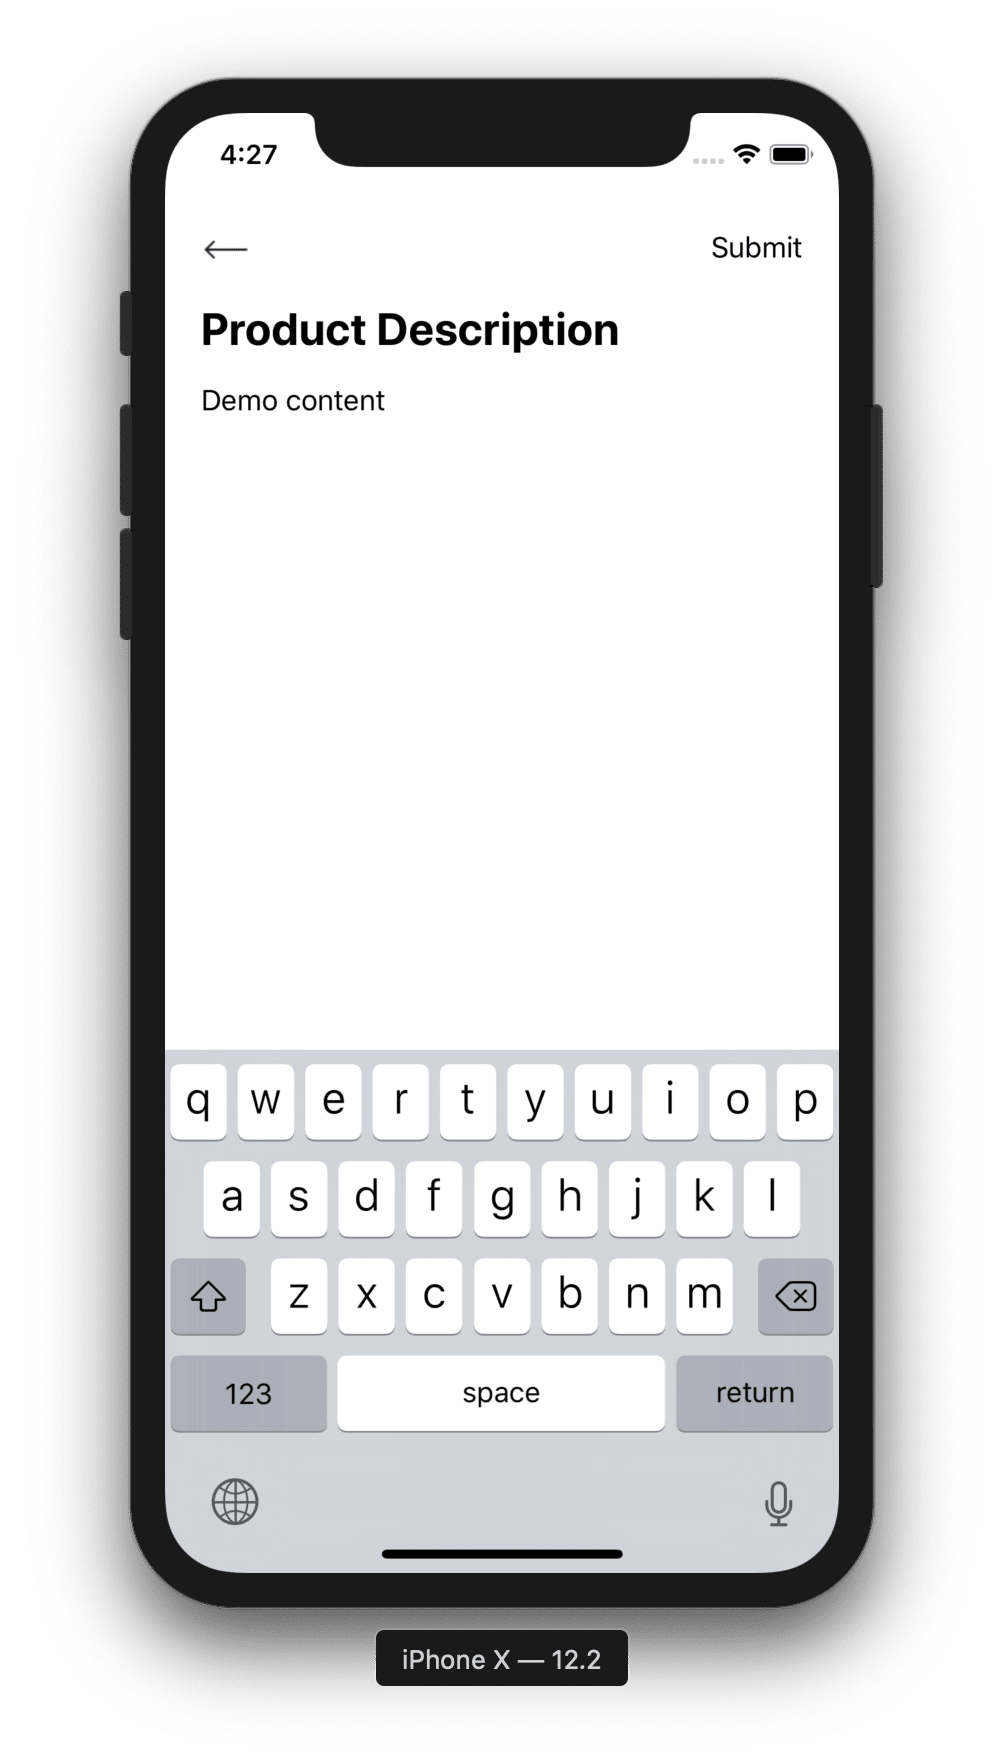 4:27
Submit
Product Description
Demo content
q w e r t y u i o p
a s d f g h j k l
z x c v b n m
123 space return
iPhone X — 12.2